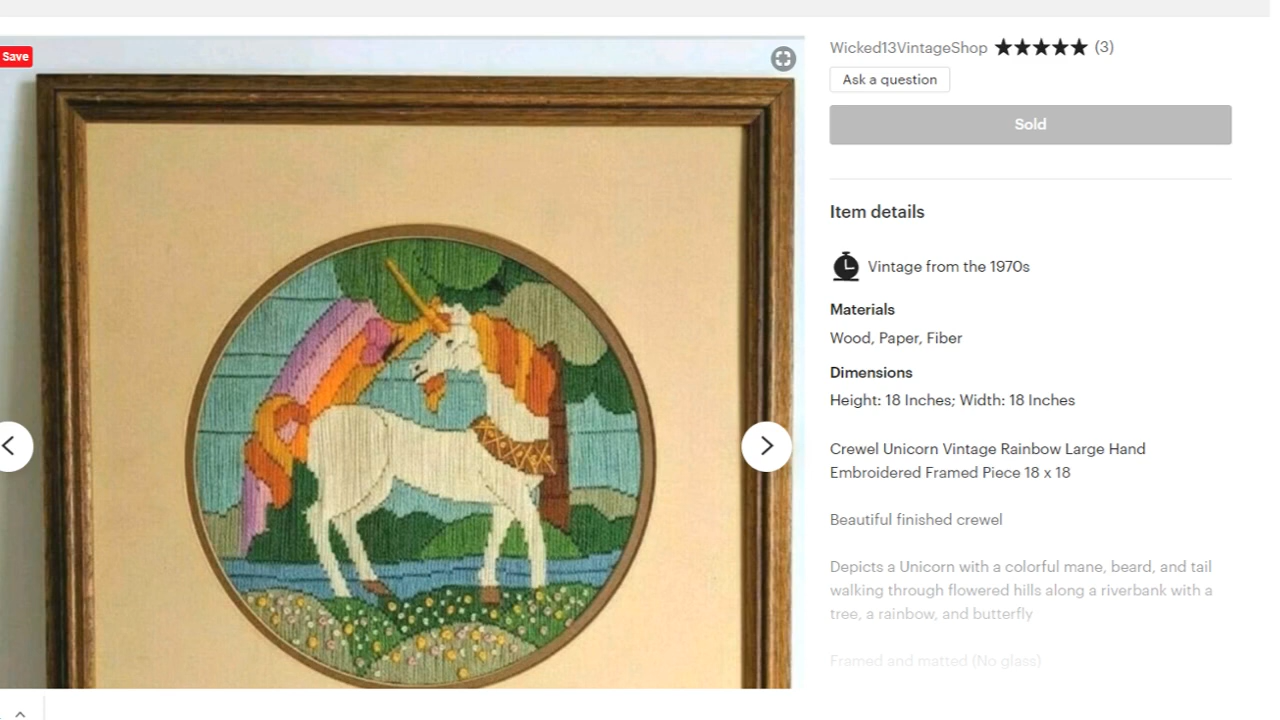 Save
Wicked13VintageShop ★★★★★ (3)
Ask a question
Sold
Item details
Vintage from the 1970s
Materials
Wood, Paper, Fiber
Dimensions
Height: 18 Inches; Width: 18 Inches
Crewel Unicorn Vintage Rainbow Large Hand
Embroidered Framed Piece 18 x 18
Beautiful finished crewel
Depicts a Unicorn with a colorful mane, beard, and tail
walking through flowered hills along a riverbank with a
tree, a rainbow, and butterfly
Framed and matted (No glass)